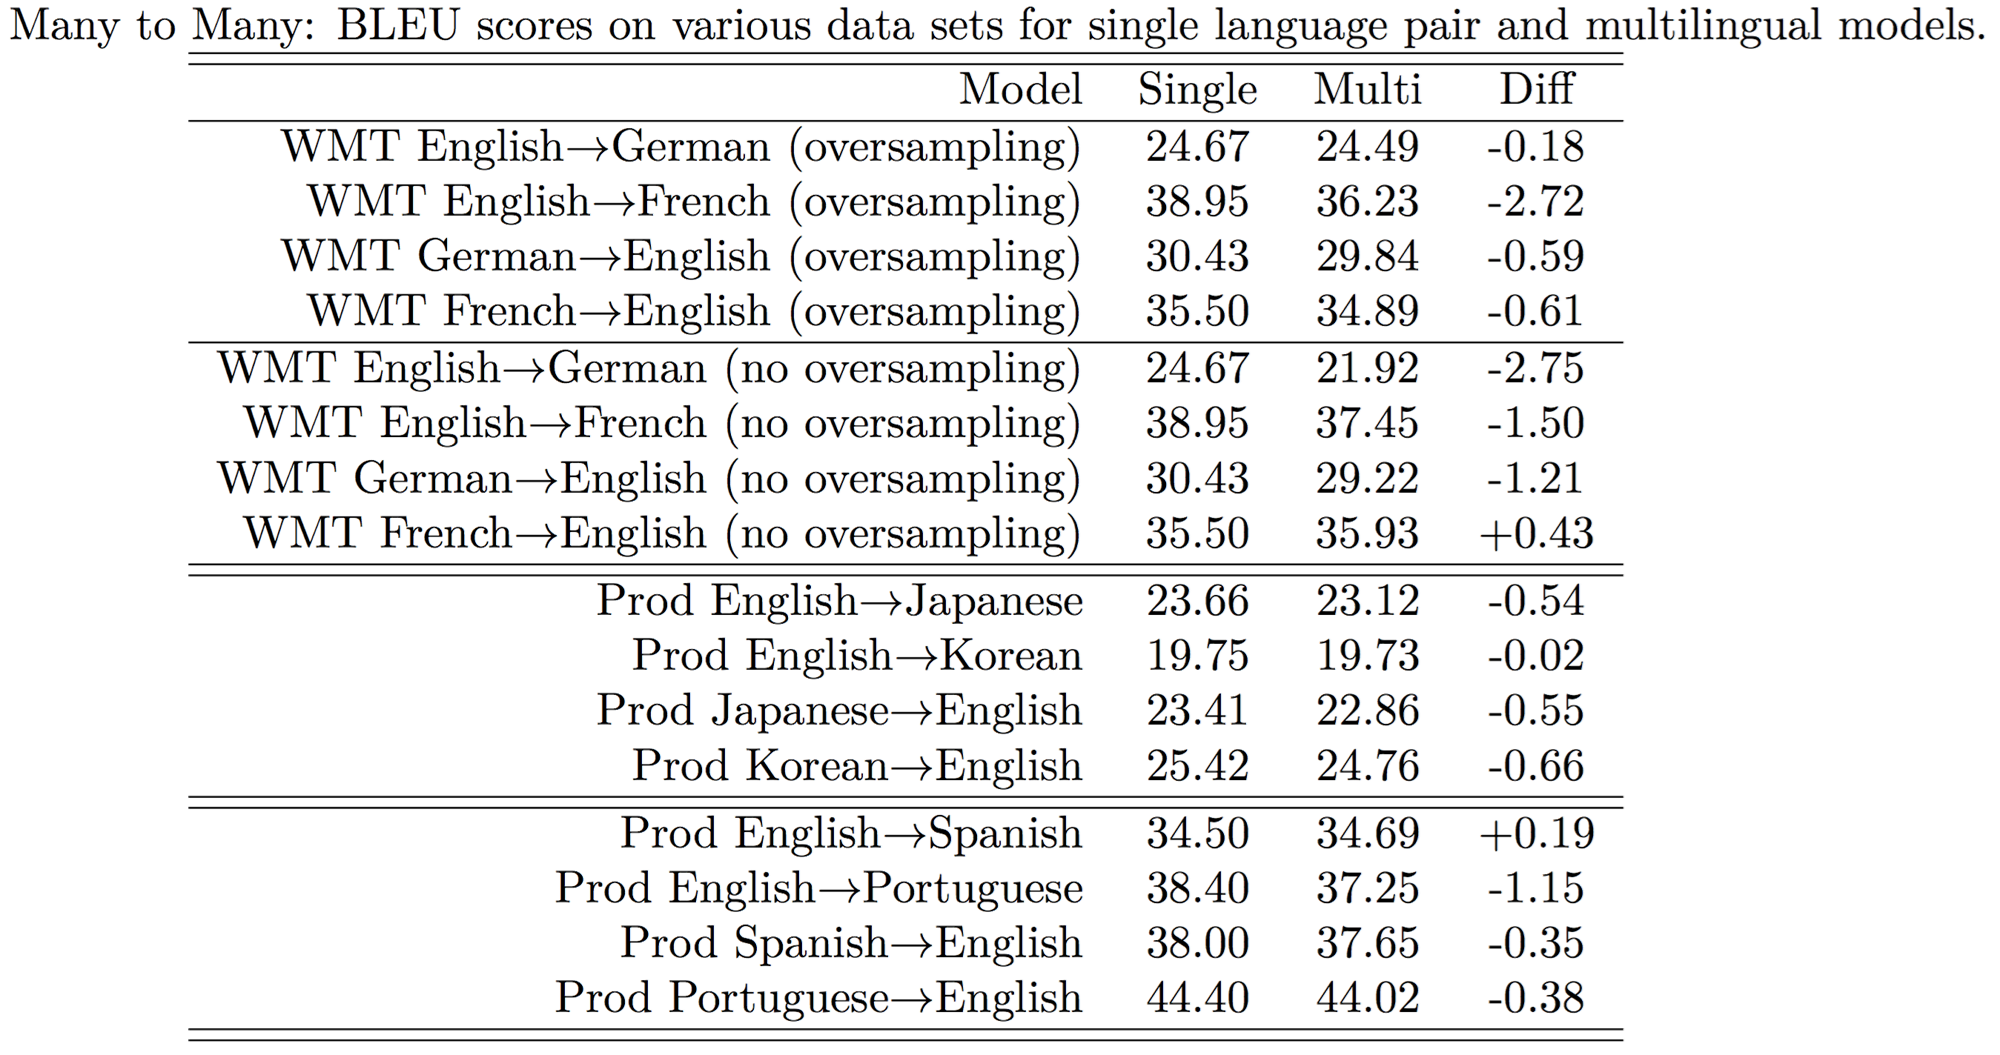 Many to Many: BLEU scores on various data sets for single language pair and multilingual models.
Model Single Multi Diff
WMT English→German (oversampling) 24.67 24.49 -0.18
WMT English→French (oversampling) 38.95 36.23 -2.72
WMT German→English (oversampling) 30.43 29.84 -0.59
WMT French→English (oversampling) 35.50 34.89 -0.61
WMT English→German (no oversampling) 24.67 21.92 -2.75
WMT English→French (no oversampling) 38.95 37.45 -1.50
WMT German→English (no oversampling) 30.43 29.22 -1.21
WMT French→English (no oversampling) 35.50 35.93 +0.43
Prod English→Japanese 23.66 23.12 -0.54
Prod English→Korean 19.75 19.73 -0.02
Prod Japanese→English 23.41 22.86 -0.55
Prod Korean→English 25.42 24.76 -0.66
Prod English→Spanish 34.50 34.69 +0.19
Prod English→Portuguese 38.40 37.25 -1.15
Prod Spanish→English 38.00 37.65 -0.35
Prod Portuguese→English 44.40 44.02 -0.38